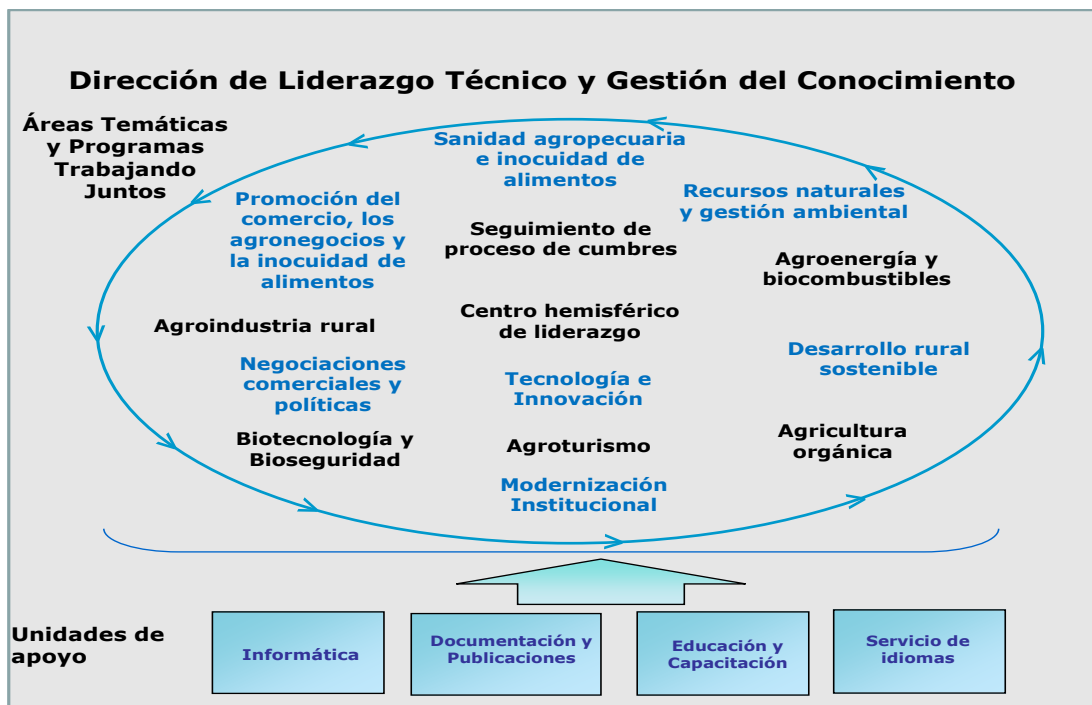 Dirección de Liderazgo Técnico y Gestión del Conocimiento
Áreas Temáticas
y Programas
Trabajando
Juntos
Sanidad agropecuaria
e inocuidad de
alimentos
Recursos naturales
y gestión ambiental
Promoción del
comercio, los
agronegocios y
la inocuidad de
alimentos
Seguimiento de
proceso de cumbres
Agroenergía y
biocombustibles
Agroindustria rural
Centro hemisférico
de liderazgo
Desarrollo rural
sostenible
Negociaciones
comerciales y
políticas
Tecnología e
Innovación
Biotecnología y
Bioseguridad
Agroturismo
Agricultura
orgánica
Modernización
Institucional
Unidades de
apoyo
Informática
Documentación y
Publicaciones
Educación y
Capacitación
Servicio de
idiomas